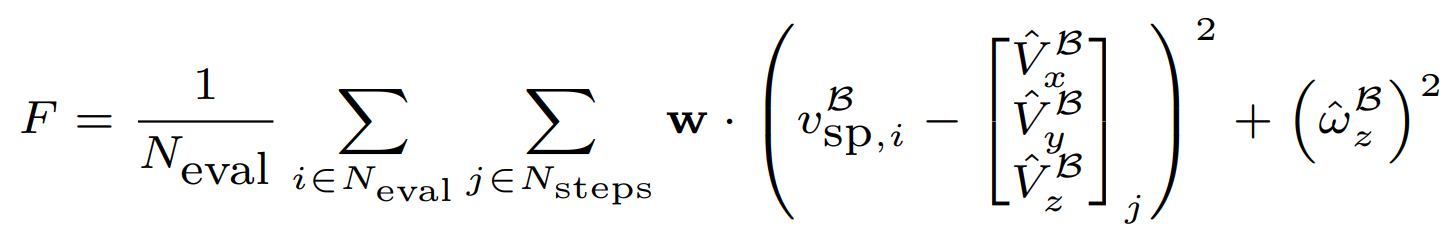 F = \frac{1}{N_{\text{eval}}} \sum_{i \in N_{\text{eval}}} \sum_{j \in N_{\text{steps}}} \mathbf{w} \cdot \left( v^{\mathcal{B}}_{\text{sp},i} - \begin{bmatrix} \hat{V}^{\mathcal{B}}_x \\ \hat{V}^{\mathcal{B}}_y \\ \hat{V}^{\mathcal{B}}_z \end{bmatrix}_j \right)^2 + \left( \hat{\omega}^{\mathcal{B}}_z \right)^2